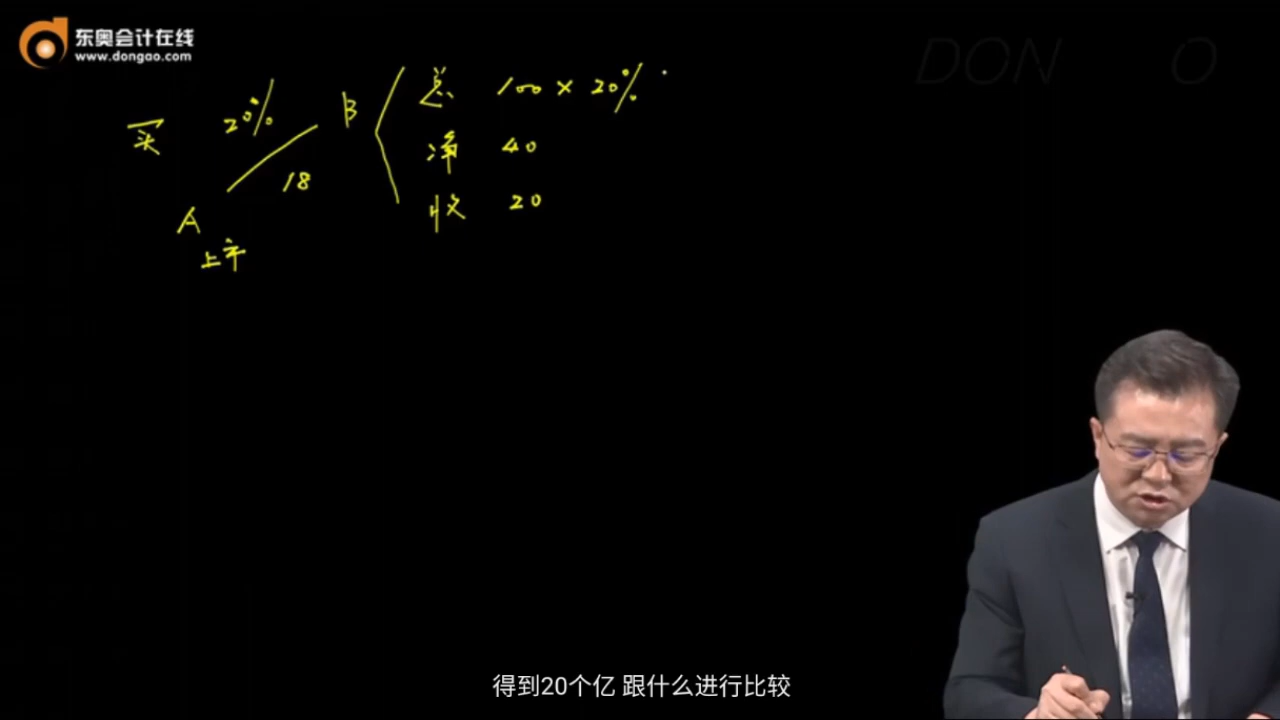 东奥会计在线
www.dongao.com
DON O
买 20% B
18
A
上市
总 100 × 20%
净 40
收 20
得到20个亿 跟什么进行比较